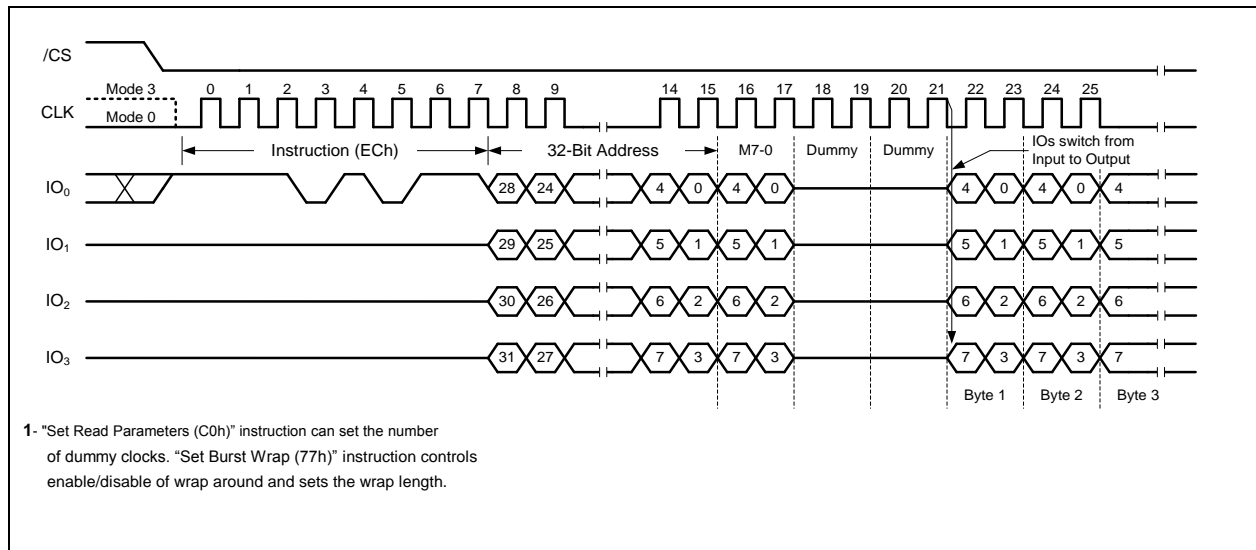 /CS
Mode 3 0 1 2 3 4 5 6 7 8 9 14 15 16 17 18 19 20 21 22 23 24 25
CLK
Mode 0
Instruction (ECh) 32-Bit Address M7-0 Dummy Dummy IOs switch from
Input to Output
IO0 28 24 4 0 4 0 4 0 4 0 4
IO1 29 25 5 1 5 1 5 1 5 1 5
IO2 30 26 6 2 6 2 6 2 6 2 6
IO3 31 27 7 3 7 3 7 3 7 3 7
Byte 1 Byte 2 Byte 3
1- "Set Read Parameters (C0h)” instruction can set the number
of dummy clocks. “Set Burst Wrap (77h)” instruction controls
enable/disable of wrap around and sets the wrap length.